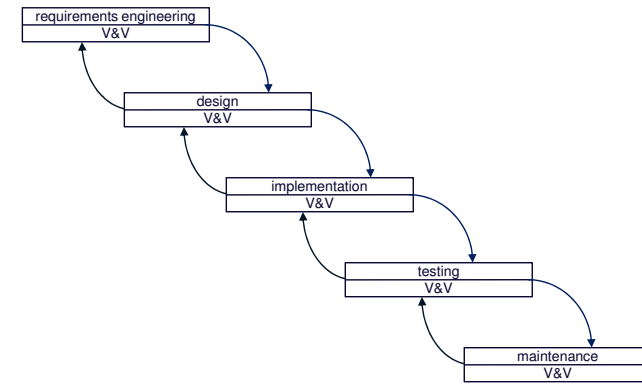 requirements engineering
V&V
design
V&V
implementation
V&V
testing
V&V
maintenance
V&V